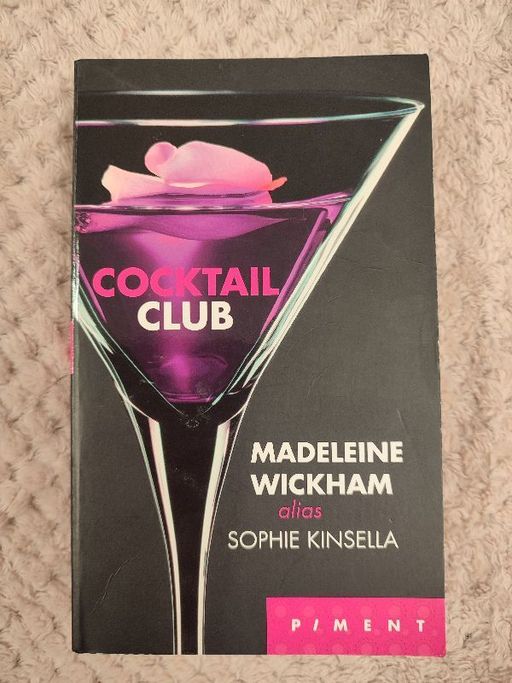 COCKTAIL
CLUB
MADELEINE
WICKHAM
alias
SOPHIE KINSELLA
PIMENT